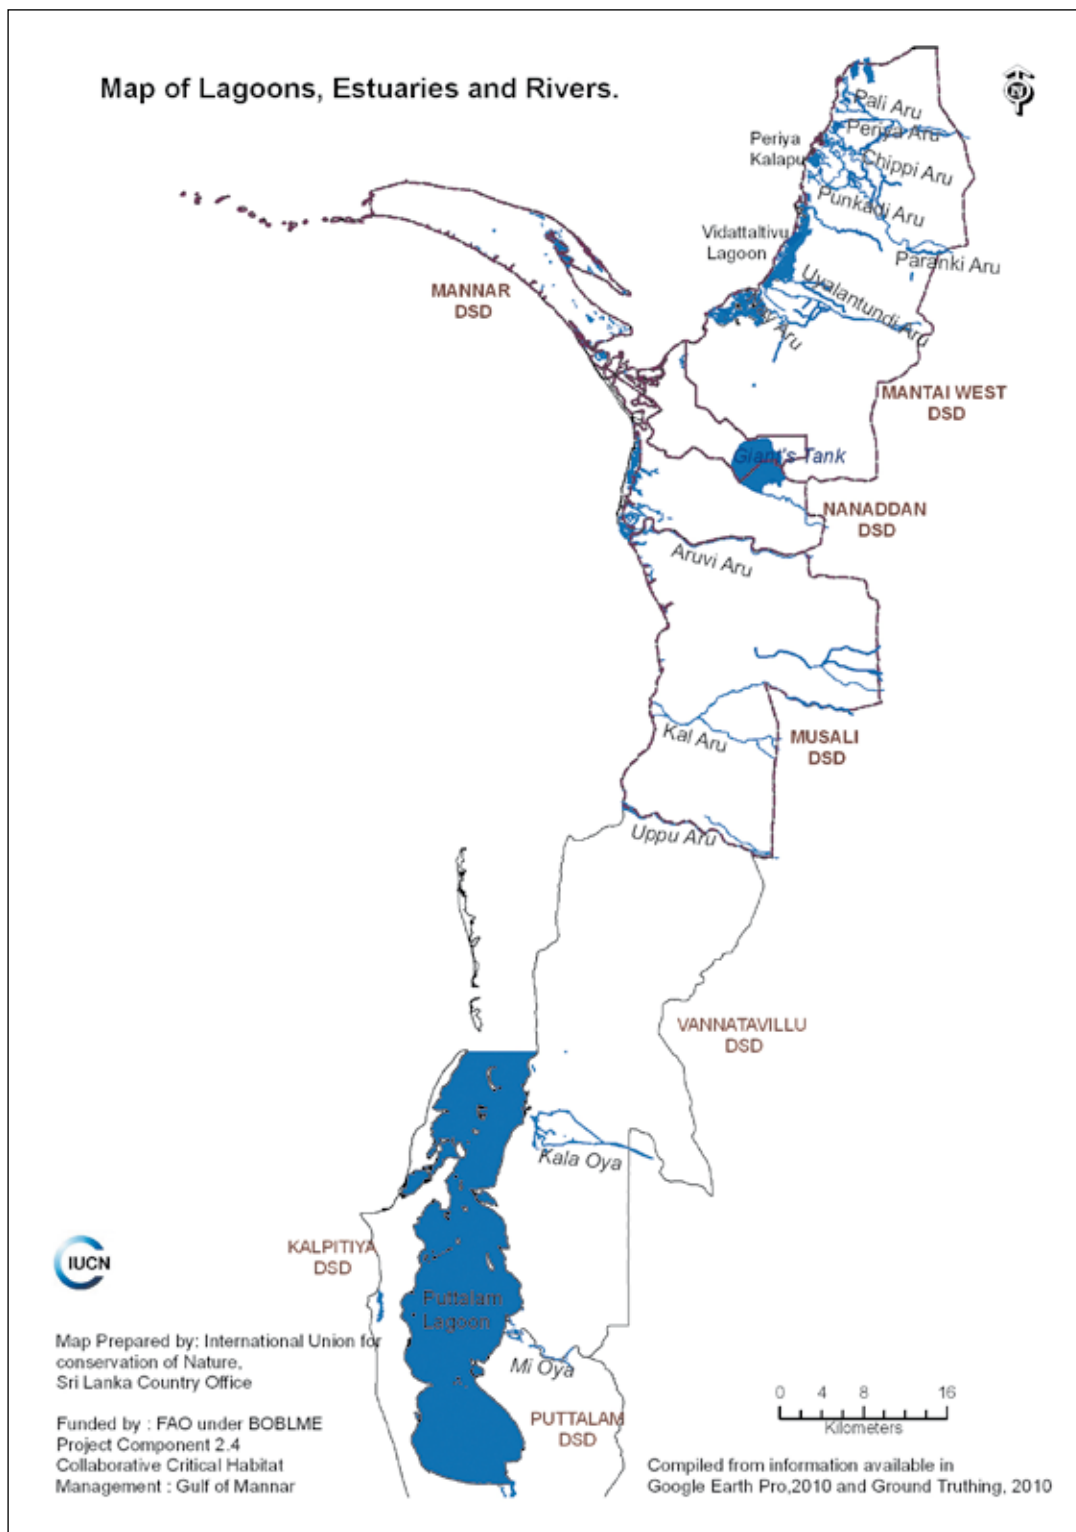 Map of Lagoons, Estuaries and Rivers.
N
Pali Aru
Periya Aru
Periya
Kalapu
Chippi Aru
Punkadi Aru
Vidattaltivu
Lagoon
Paranki Aru
Uyalantundi Aru
MANNAR
DSD
Aru
MANTAI WEST
DSD
Giant's Tank
NANADDAN
DSD
Aruvi Aru
Kal Aru
MUSALI
DSD
Uppu Aru
VANNATAVILLU
DSD
Kala Oya
KALPITIYA
DSD
IUCN
Puttalam
Lagoon
Mi Oya
PUTTALAM
DSD
Map Prepared by: International Union for
conservation of Nature,
Sri Lanka Country Office
Funded by : FAO under BOBLME
Project Component 2.4
Collaborative Critical Habitat
Management : Gulf of Mannar
0 4 8 16
Kilometers
Compiled from information available in
Google Earth Pro,2010 and Ground Truthing, 2010